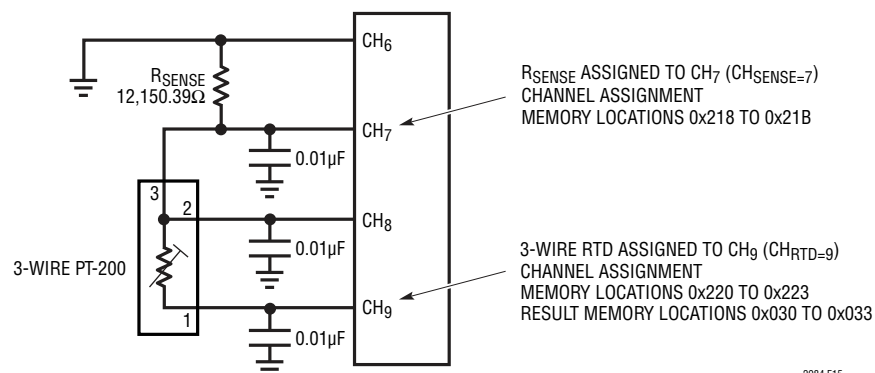 CH6
RSENSE
12,150.39Ω
RSENSE ASSIGNED TO CH7 (CHSENSE=7)
CHANNEL ASSIGNMENT
MEMORY LOCATIONS 0x218 TO 0x21B
CH7
0.01µF
3
2
CH8
3-WIRE PT-200
0.01µF
3-WIRE RTD ASSIGNED TO CH9 (CHRTD=9)
CHANNEL ASSIGNMENT
MEMORY LOCATIONS 0x220 TO 0x223
RESULT MEMORY LOCATIONS 0x030 TO 0x033
1
CH9
0.01µF